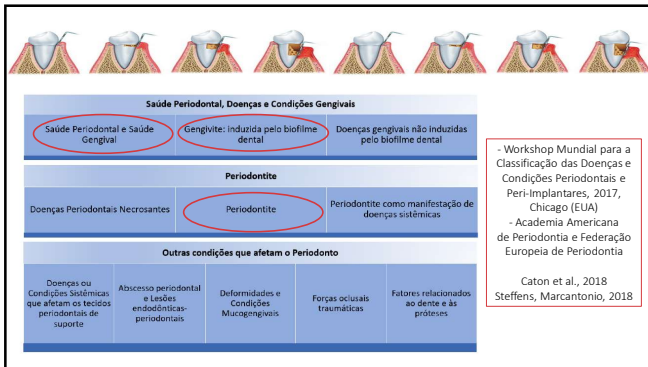 Saúde Periodontal, Doenças e Condições Gengivais
Saúde Periodontal e Saúde
Gengival
Gengivite: induzida pelo biofilme
dental
Doenças gengivais não induzidas
pelo biofilme dental
Periodontite
Doenças Periodontais Necrosantes
Periodontite
Periodontite como manifestação de
doenças sistêmicas
Outras condições que afetam o Periodonto
Doenças ou
Condições Sistêmicas
que afetam os tecidos
periodontais de
suporte
Abscesso periodontal
e Lesões
endodônticas-
periodontais
Deformidades e
Condições
Mucogengivais
Forças oclusais
traumáticas
Fatores relacionados
ao dente e às
próteses
- Workshop Mundial para a
Classificação das Doenças e
Condições Periodontais e
Peri-Implantares, 2017,
Chicago (EUA)
- Academia Americana
de Periodontia e Federação
Europeia de Periodontia
Caton et al., 2018
Steffens, Marcantonio, 2018